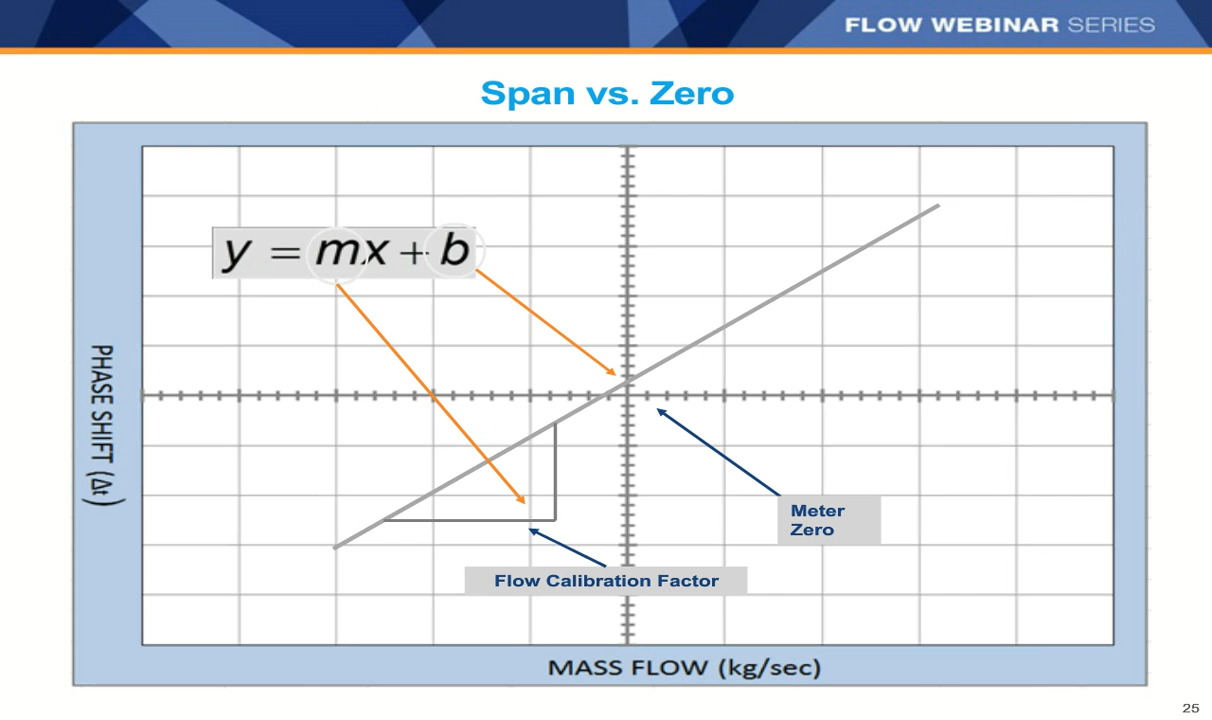 FLOW WEBINAR SERIES
Span vs. Zero
y = mx + b
PHASE SHIFT (Δt)
Meter
Zero
Flow Calibration Factor
MASS FLOW (kg/sec)
25